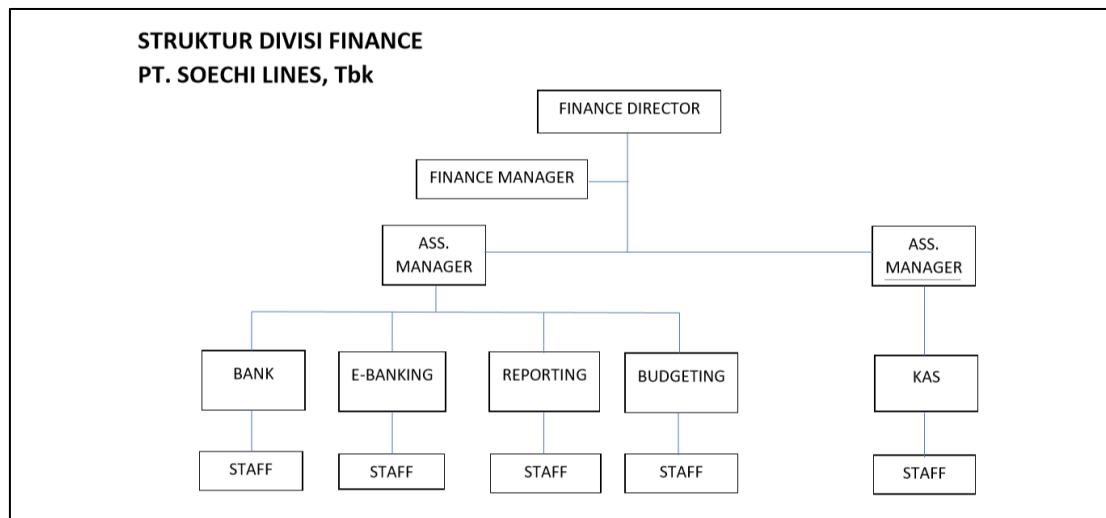 STRUKTUR DIVISI FINANCE
PT. SOECHI LINES, Tbk
FINANCE DIRECTOR
FINANCE MANAGER
ASS.
MANAGER
ASS.
MANAGER
BANK
E-BANKING
REPORTING
BUDGETING
KAS
STAFF
STAFF
STAFF
STAFF
STAFF